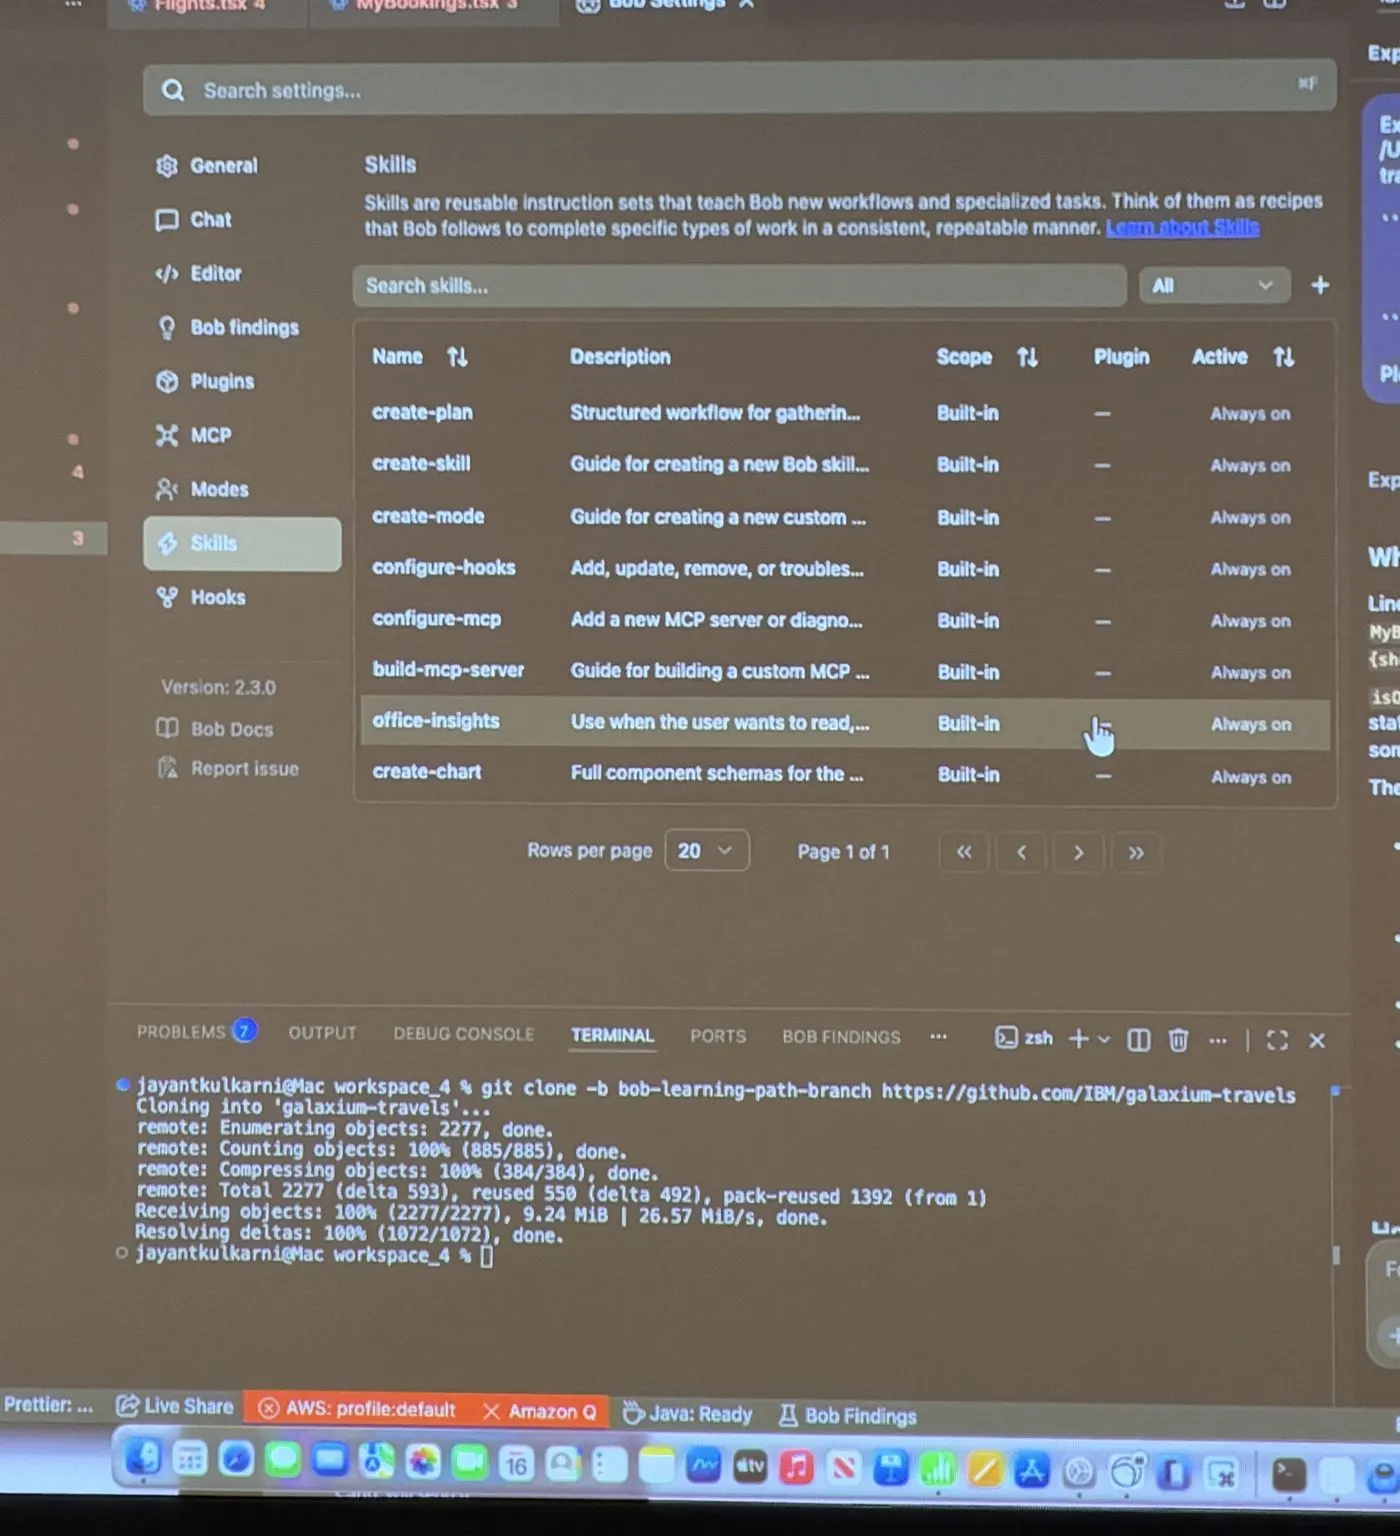 Flights.tsx 4
MyBookings.tsx 3
Bob Settings
Search settings...
⌘F
General
Chat
Editor
Bob findings
Plugins
MCP
Modes
Skills
Hooks
Version: 2.3.0
Bob Docs
Report issue
4
3
Skills
Skills are reusable instruction sets that teach Bob new workflows and specialized tasks. Think of them as recipes
that Bob follows to complete specific types of work in a consistent, repeatable manner. Learn about Skills
Search skills...
All
Name Description Scope Plugin Active
create-plan Structured workflow for gatherin... Built-in — Always on
create-skill Guide for creating a new Bob skill... Built-in — Always on
create-mode Guide for creating a new custom ... Built-in — Always on
configure-hooks Add, update, remove, or troubles... Built-in — Always on
configure-mcp Add a new MCP server or diagno... Built-in — Always on
build-mcp-server Guide for building a custom MCP ... Built-in — Always on
office-insights Use when the user wants to read,... Built-in — Always on
create-chart Full component schemas for the ... Built-in — Always on
Rows per page 20 Page 1 of 1
PROBLEMS 7 OUTPUT DEBUG CONSOLE TERMINAL PORTS BOB FINDINGS ... zsh
jayantkulkarni@Mac workspace_4 % git clone -b bob-learning-path-branch https://github.com/IBM/galaxium-travels
Cloning into 'galaxium-travels'...
remote: Enumerating objects: 2277, done.
remote: Counting objects: 100% (885/885), done.
remote: Compressing objects: 100% (384/384), done.
remote: Total 2277 (delta 593), reused 550 (delta 492), pack-reused 1392 (from 1)
Receiving objects: 100% (2277/2277), 9.24 MiB | 26.57 MiB/s, done.
Resolving deltas: 100% (1072/1072), done.
jayantkulkarni@Mac workspace_4 %
Prettier: ... Live Share AWS: profile:default Amazon Q Java: Ready Bob Findings
16
tv